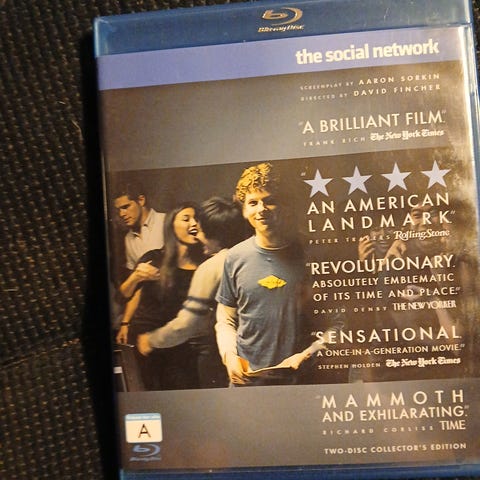 Blu-ray Disc
the social network
SCREENPLAY BY AARON SORKIN
DIRECTED BY DAVID FINCHER
"A BRILLIANT FILM."
FRANK RICH The New York Times
"★★★★
AN AMERICAN
LANDMARK."
PETER TRAVERS Rolling Stone
"REVOLUTIONARY.
ABSOLUTELY EMBLEMATIC
OF ITS TIME AND PLACE."
DAVID DENBY THE NEW YORKER
"SENSATIONAL
A ONCE-IN-A-GENERATION MOVIE."
STEPHEN HOLDEN The New York Times
"MAMMOTH
AND EXHILARATING."
RICHARD CORLISS TIME
A
Blu-ray Disc
TWO-DISC COLLECTOR'S EDITION